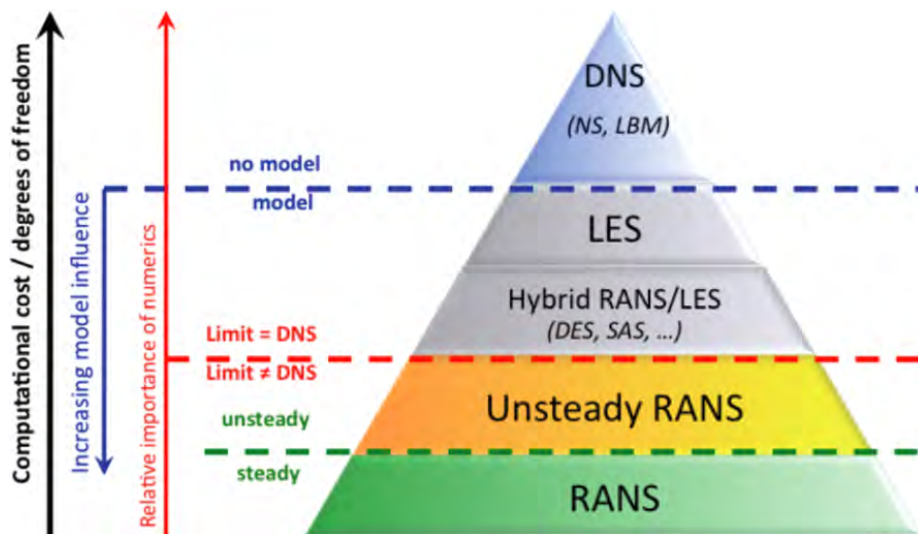 Computational cost / degrees of freedom
Increasing model influence
Relative importance of numerics
DNS
(NS, LBM)
no model
model
LES
Hybrid RANS/LES
(DES, SAS, ...)
Limit = DNS
Limit ≠ DNS
Unsteady RANS
unsteady
steady
RANS